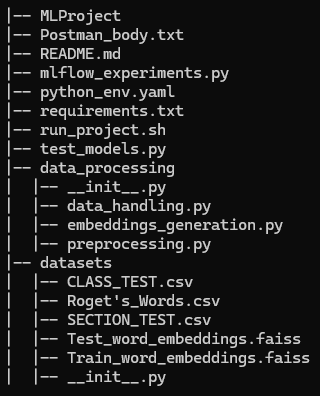 |-- MLProject
|-- Postman_body.txt
|-- README.md
|-- mlflow_experiments.py
|-- python_env.yaml
|-- requirements.txt
|-- run_project.sh
|-- test_models.py
|-- data_processing
|  |-- __init__.py
|  |-- data_handling.py
|  |-- embeddings_generation.py
|  |-- preprocessing.py
|-- datasets
|  |-- CLASS_TEST.csv
|  |-- Roget's_Words.csv
|  |-- SECTION_TEST.csv
|  |-- Test_word_embeddings.faiss
|  |-- Train_word_embeddings.faiss
|  |-- __init__.py